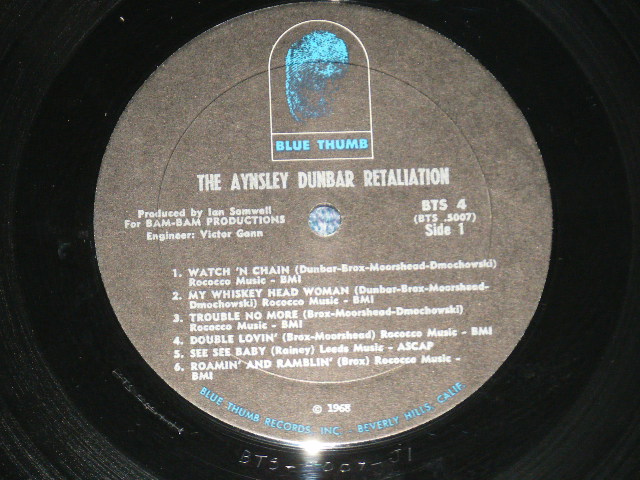 BLUE THUMB
THE AYNSLEY DUNBAR RETALIATION
Produced by Ian Samwell
For BAM-BAM PRODUCTIONS
Engineer: Victor Gann
BTS 4
(BTS .5007)
Side 1
1. WATCH 'N CHAIN (Dunbar-Brox-Moorshead-Dmochowski)
Rococco Music - BMI
2. MY WHISKEY HEAD WOMAN (Dunbar-Brox-Moorshead-
Dmochowski) Rococco Music - BMI
3. TROUBLE NO MORE (Brox-Moorshead-Dmochowski)
Rococco Music - BMI
4. DOUBLE LOVIN' (Brox-Moorshead) Rococco Music - BMI
5. SEE SEE BABY (Rainey) Leeds Music - ASCAP
6. ROAMIN' AND RAMBLIN' (Brox) Rococco Music -
BMI
BLUE THUMB RECORDS, INC. BEVERLY HILLS, CALIF.
© 1968